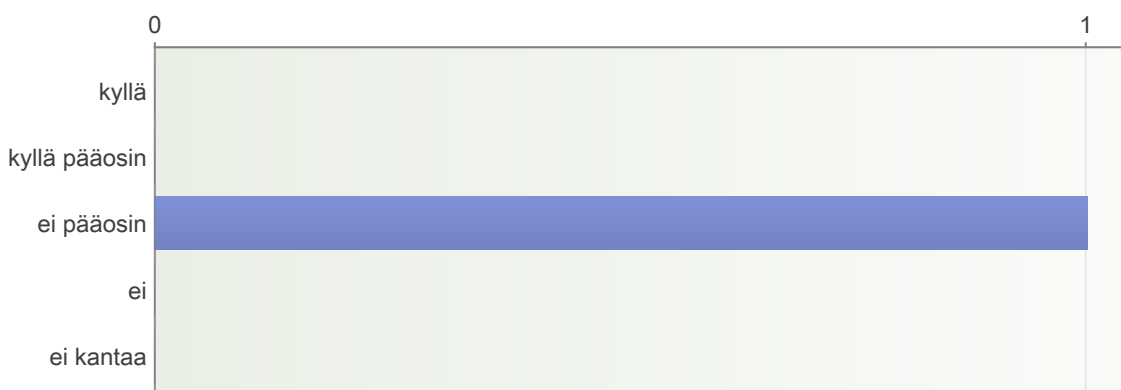 0 1
kyllä
kyllä pääosin
ei pääosin
ei
ei kantaa